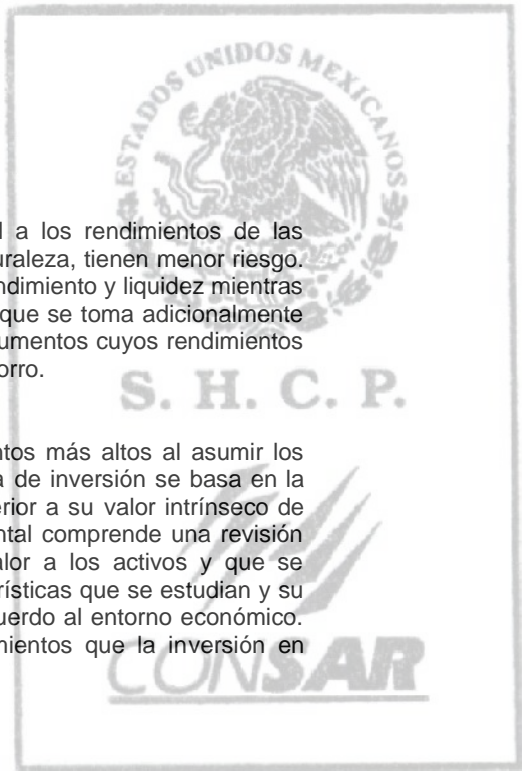 ESTADOS UNIDOS MEXICANOS
l a los rendimientos de las
uraleza, tienen menor riesgo.
ndimiento y liquidez mientras
que se toma adicionalmente
umentos cuyos rendimientos
orro.
S. H. C. P.
ntos más altos al asumir los
a de inversión se basa en la
erior a su valor intrínseco de
ntal comprende una revisión
alor a los activos y que se
rísticas que se estudian y su
uerdo al entorno económico.
mientos que la inversión en
CONSAR